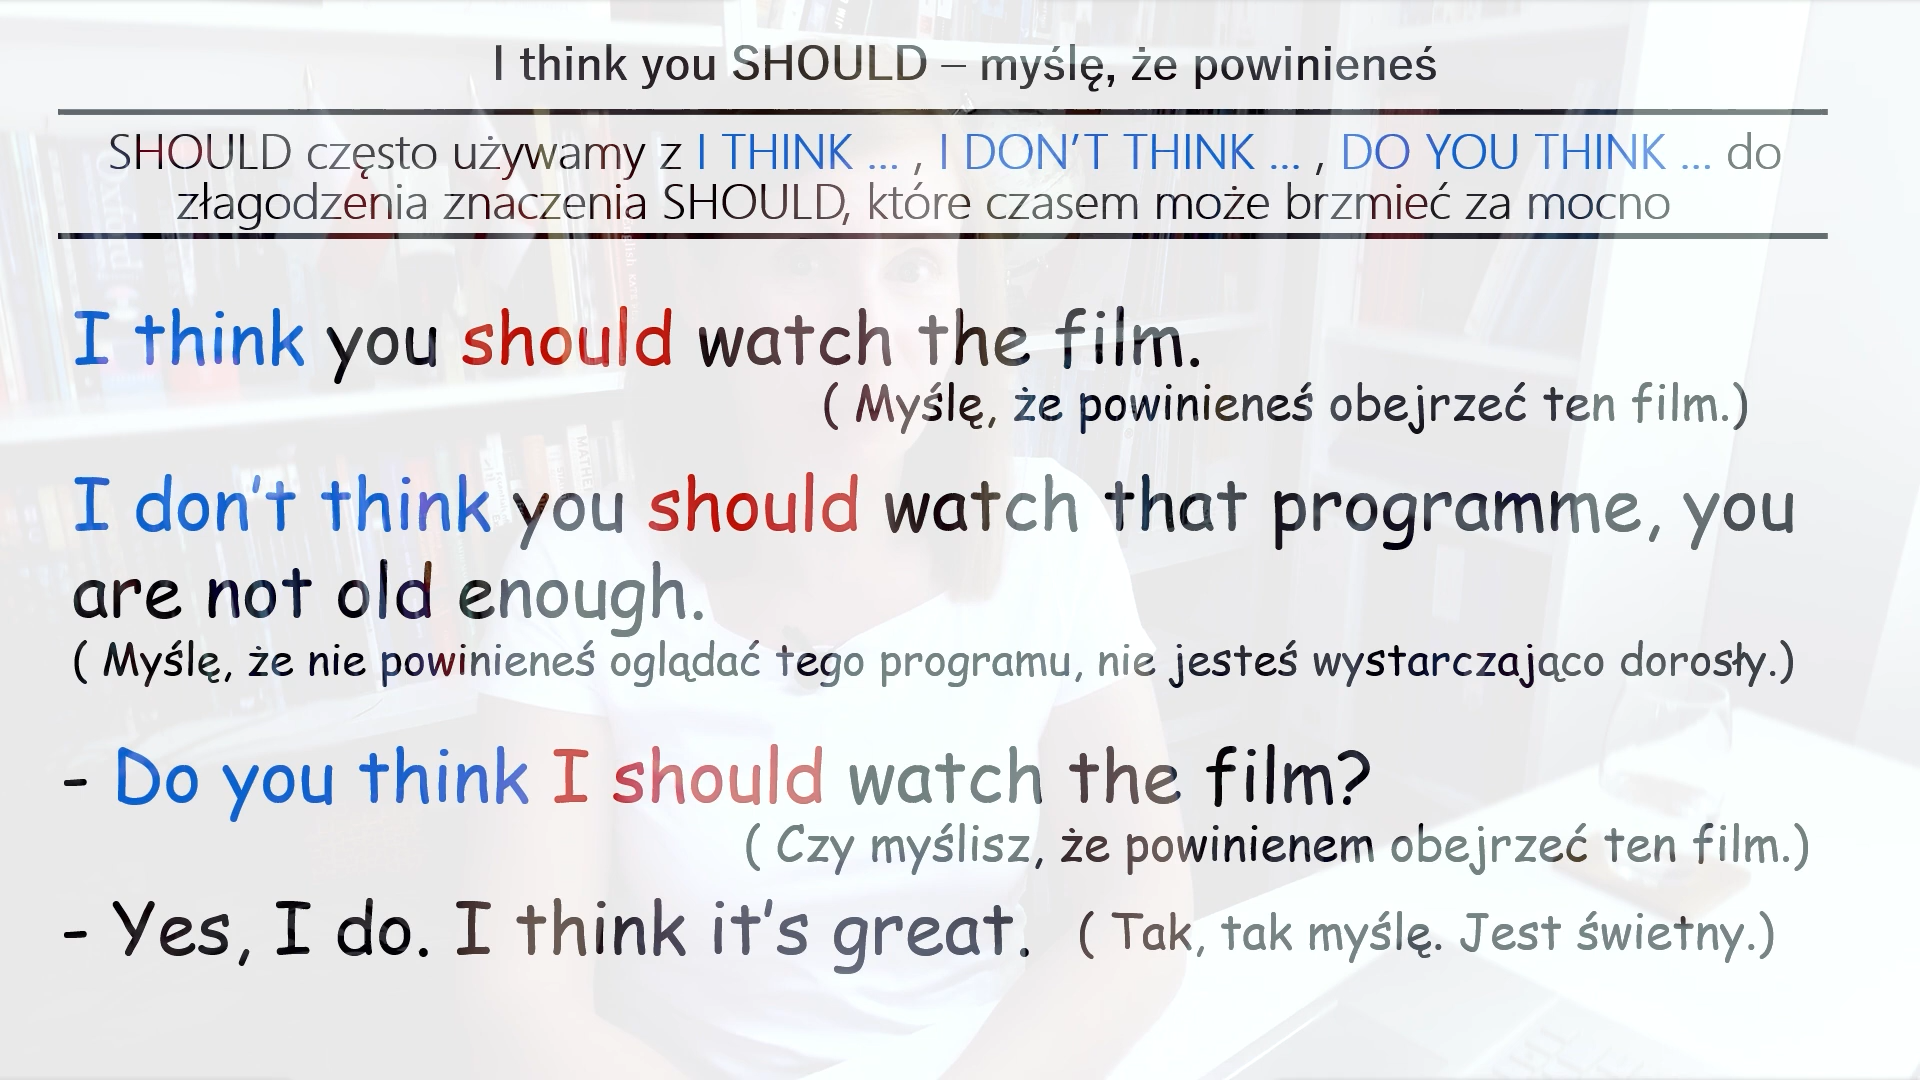 I think you SHOULD – myślę, że powinieneś
SHOULD często używamy z I THINK ... , I DON'T THINK ... , DO YOU THINK ... do
złagodzenia znaczenia SHOULD, które czasem może brzmieć za mocno
I think you should watch the film.
( Myślę, że powinieneś obejrzeć ten film.)
I don't think you should watch that programme, you
are not old enough.
( Myślę, że nie powinieneś oglądać tego programu, nie jesteś wystarczająco dorosły.)
- Do you think I should watch the film?
( Czy myślisz, że powinienem obejrzeć ten film.)
- Yes, I do. I think it's great. ( Tak, tak myślę. Jest świetny.)